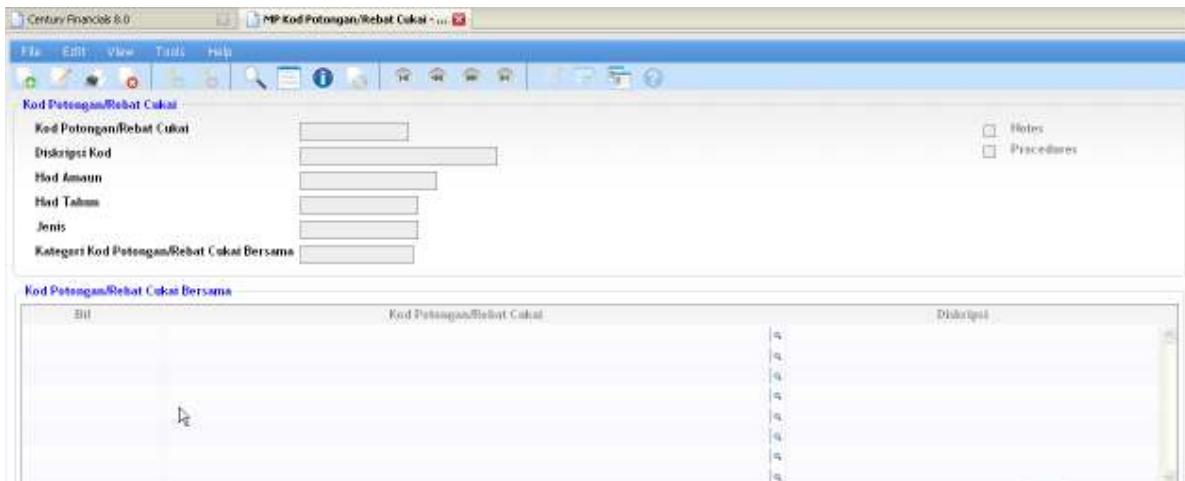 Century Financials 8.0
MP Kod Potongan/Rebat Cukai - ...
File Edit View Tools Help
Kod Potongan/Rebat Cukai
Kod Potongan/Rebat Cukai
Notes
Diskripsi Kod
Procedures
Had Amaun
Had Tahun
Jenis
Kategori Kod Potongan/Rebat Cukai Bersama
Kod Potongan/Rebat Cukai Bersama
Bil Kod Potongan/Rebat Cukai Diskripsi